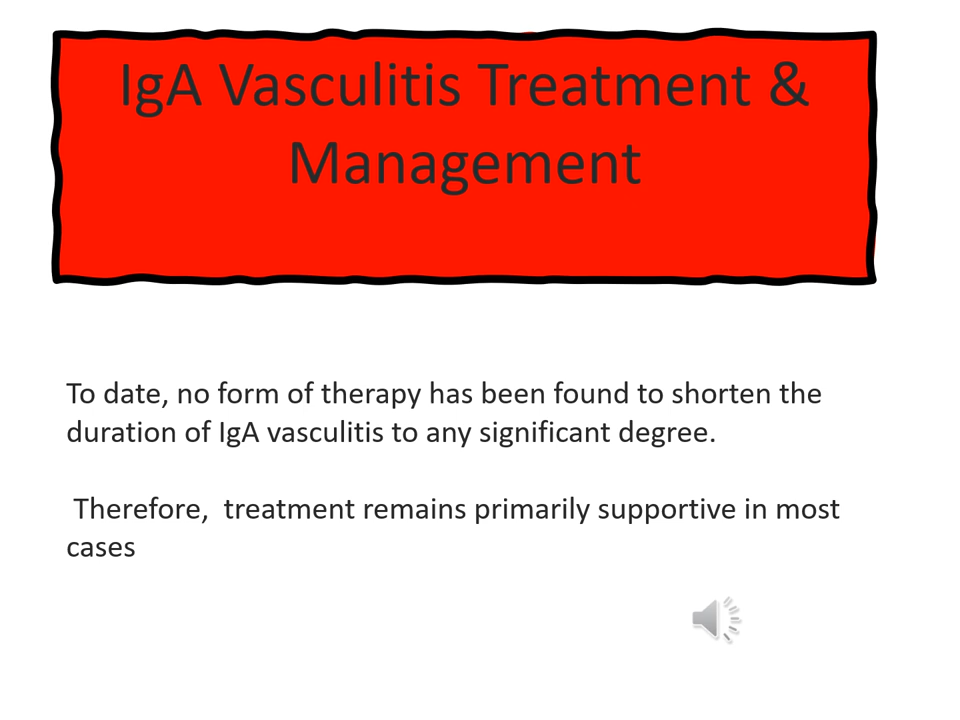 IgA Vasculitis Treatment &
Management
To date, no form of therapy has been found to shorten the
duration of IgA vasculitis to any significant degree.
Therefore,  treatment remains primarily supportive in most
cases